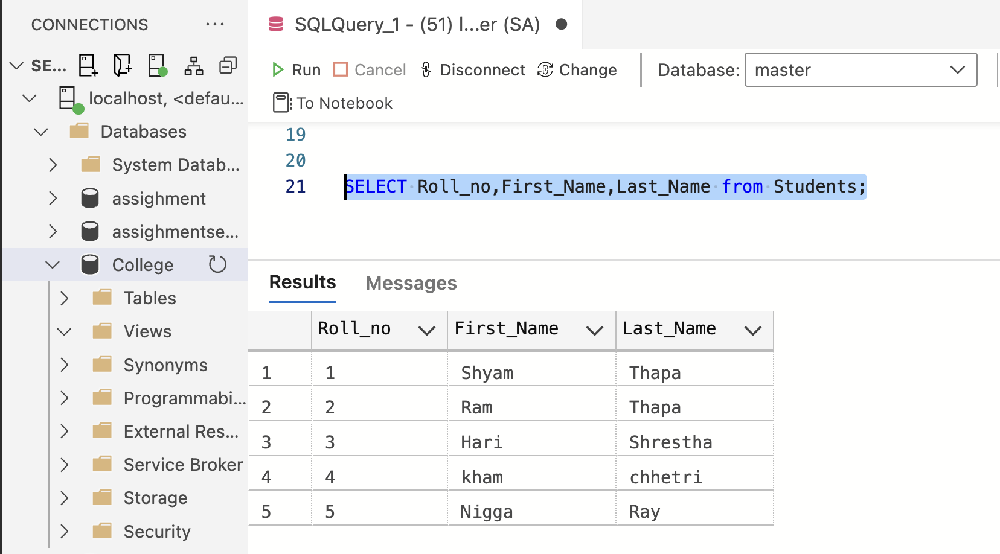 CONNECTIONS ...
SE...
localhost, <defau...
Databases
System Datab...
assighment
assighmentse...
College
Tables
Views
Synonyms
Programmabi...
External Res...
Service Broker
Storage
Security
SQLQuery_1 - (51) l...er (SA)
Run Cancel Disconnect Change Database: master
To Notebook
19
20
21 SELECT Roll_no,First_Name,Last_Name from Students;
Results Messages
Roll_no First_Name Last_Name
1 1 Shyam Thapa
2 2 Ram Thapa
3 3 Hari Shrestha
4 4 kham chhetri
5 5 Nigga Ray